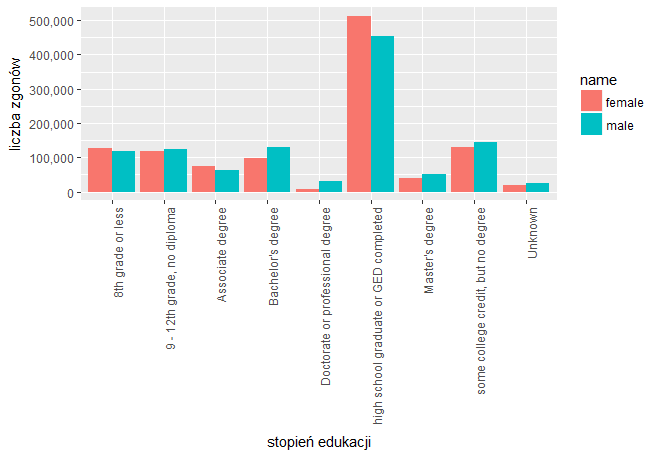 500,000
400,000
300,000
200,000
100,000
0
liczba zgonów
8th grade or less
9 - 12th grade, no diploma
Associate degree
Bachelor's degree
Doctorate or professional degree
high school graduate or GED completed
Master's degree
some college credit, but no degree
Unknown
stopień edukacji
name
female
male